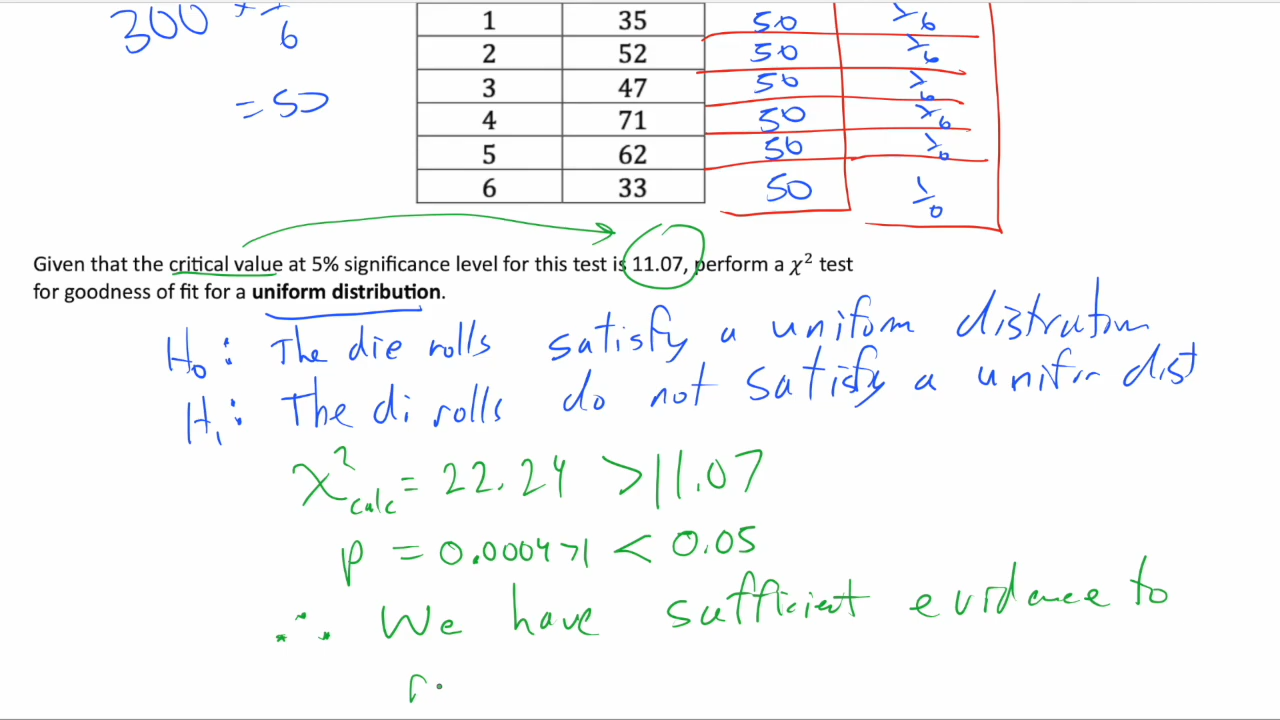 300 × 1/6
= 50
1 35 50 1/6
2 52 50 1/6
3 47 50 1/6
4 71 50 1/6
5 62 50 1/6
6 33 50 1/6
Given that the critical value at 5% significance level for this test is 11.07, perform a χ² test
for goodness of fit for a uniform distribution.
H₀: The die rolls satisfy a uniform distrution
H₁: The di rolls do not satisfy a unifor dist
χ²calc = 22.24 > 11.07
p = 0.000471 < 0.05
∴ We have sufficient evidence to